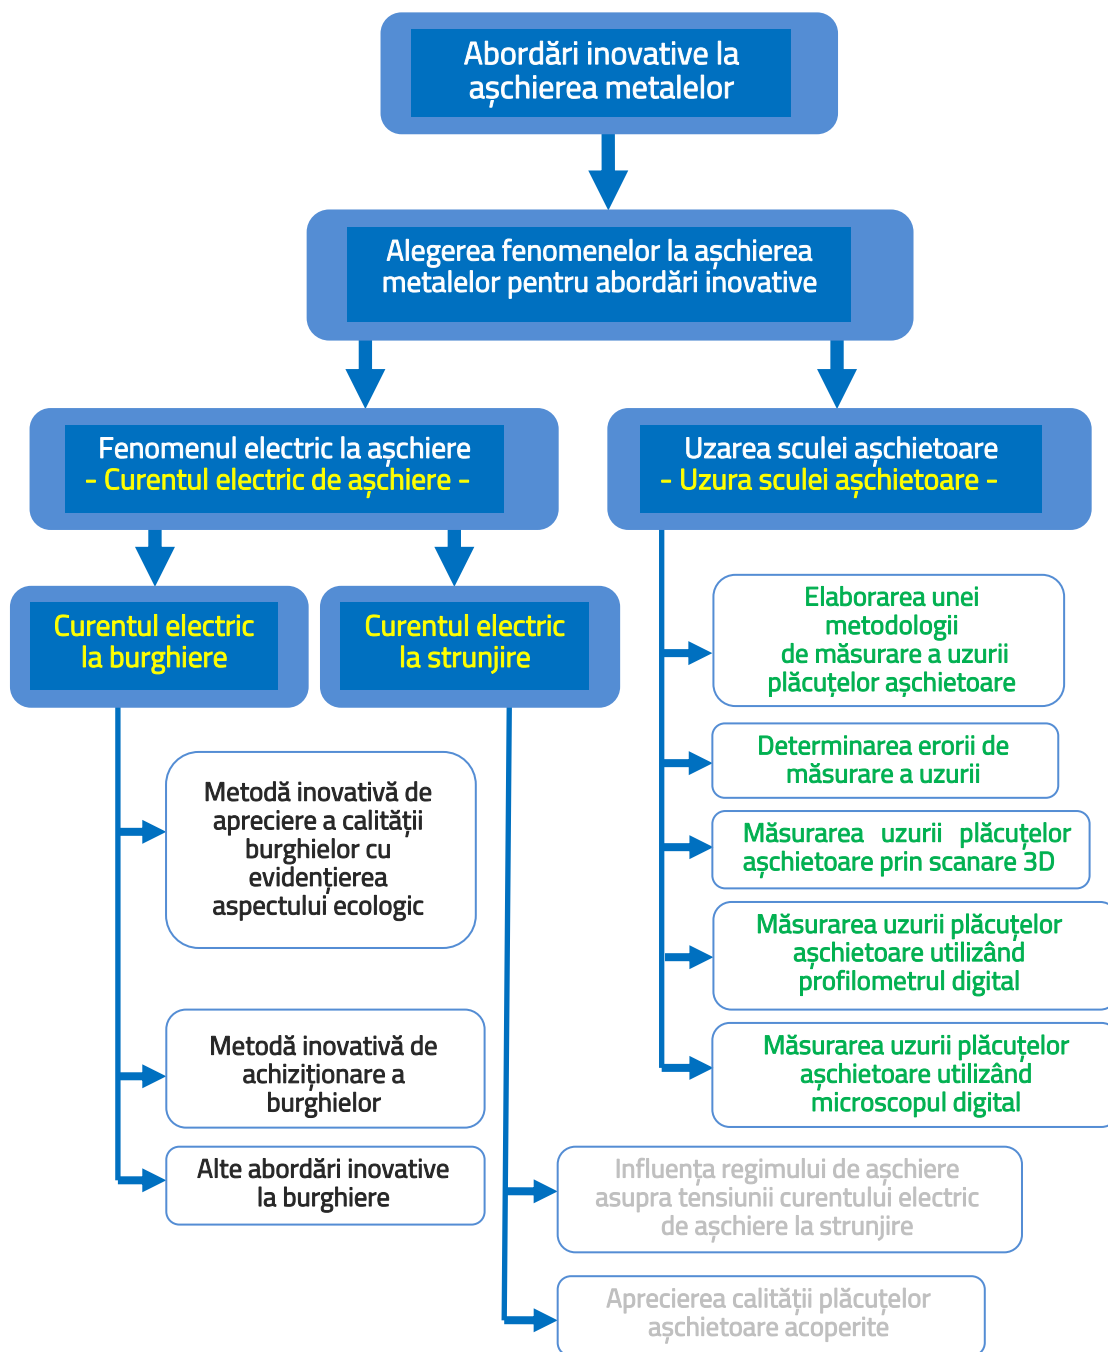 Abordări inovative la
așchierea metalelor
Alegerea fenomenelor la așchierea
metalelor pentru abordări inovative
Fenomenul electric la așchiere
- Curentul electric de așchiere -
Uzarea sculei așchietoare
- Uzura sculei așchietoare -
Curentul electric
la burghiere
Curentul electric
la strunjire
Metodă inovativă de
apreciere a calității
burghielor cu
evidențierea
aspectului ecologic
Metodă inovativă de
achiziționare a
burghielor
Alte abordări inovative
la burghiere
Elaborarea unei
metodologii
de măsurare a uzurii
plăcuțelor așchietoare
Determinarea erorii de
măsurare a uzurii
Măsurarea uzurii plăcuțelor
așchietoare prin scanare 3D
Măsurarea uzurii plăcuțelor
așchietoare utilizând
profilometrul digital
Măsurarea uzurii plăcuțelor
așchietoare utilizând
microscopul digital
Influența regimului de așchiere
asupra tensiunii curentului electric
de așchiere la strunjire
Aprecierea calității plăcuțelor
așchietoare acoperite